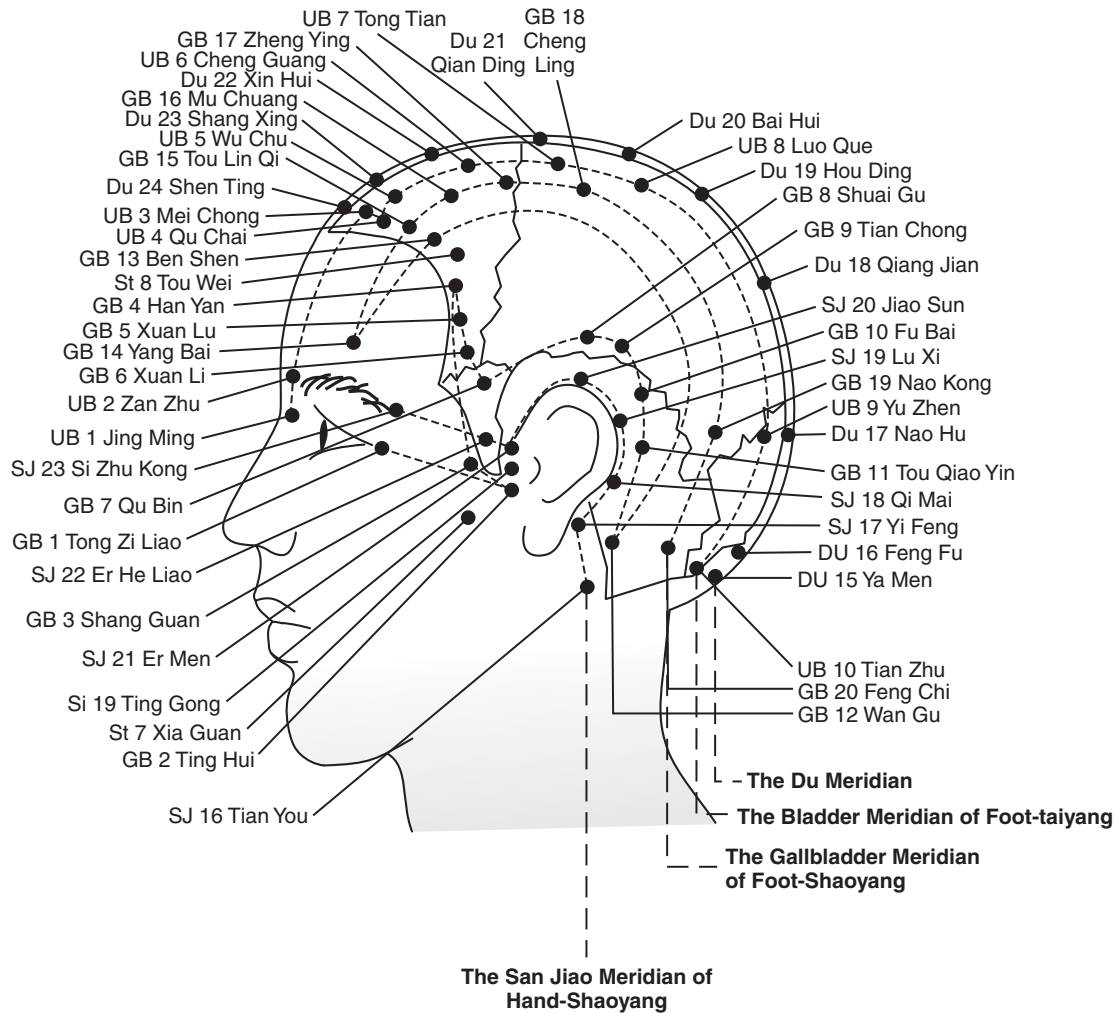 UB 7 Tong Tian
GB 17 Zheng Ying
UB 6 Cheng Guang
Du 22 Xin Hui
GB 16 Mu Chuang
Du 23 Shang Xing
UB 5 Wu Chu
GB 15 Tou Lin Qi
Du 24 Shen Ting
UB 3 Mei Chong
UB 4 Qu Chai
GB 13 Ben Shen
St 8 Tou Wei
GB 4 Han Yan
GB 5 Xuan Lu
GB 14 Yang Bai
GB 6 Xuan Li
UB 2 Zan Zhu
UB 1 Jing Ming
SJ 23 Si Zhu Kong
GB 7 Qu Bin
GB 1 Tong Zi Liao
SJ 22 Er He Liao
GB 3 Shang Guan
SJ 21 Er Men
Si 19 Ting Gong
St 7 Xia Guan
GB 2 Ting Hui
SJ 16 Tian You
Du 21
Qian Ding
GB 18
Cheng
Ling
Du 20 Bai Hui
UB 8 Luo Que
Du 19 Hou Ding
GB 8 Shuai Gu
GB 9 Tian Chong
Du 18 Qiang Jian
SJ 20 Jiao Sun
GB 10 Fu Bai
SJ 19 Lu Xi
GB 19 Nao Kong
UB 9 Yu Zhen
Du 17 Nao Hu
GB 11 Tou Qiao Yin
SJ 18 Qi Mai
SJ 17 Yi Feng
DU 16 Feng Fu
DU 15 Ya Men
UB 10 Tian Zhu
GB 20 Feng Chi
GB 12 Wan Gu
The Du Meridian
The Bladder Meridian of Foot-taiyang
The Gallbladder Meridian
of Foot-Shaoyang
The San Jiao Meridian of
Hand-Shaoyang